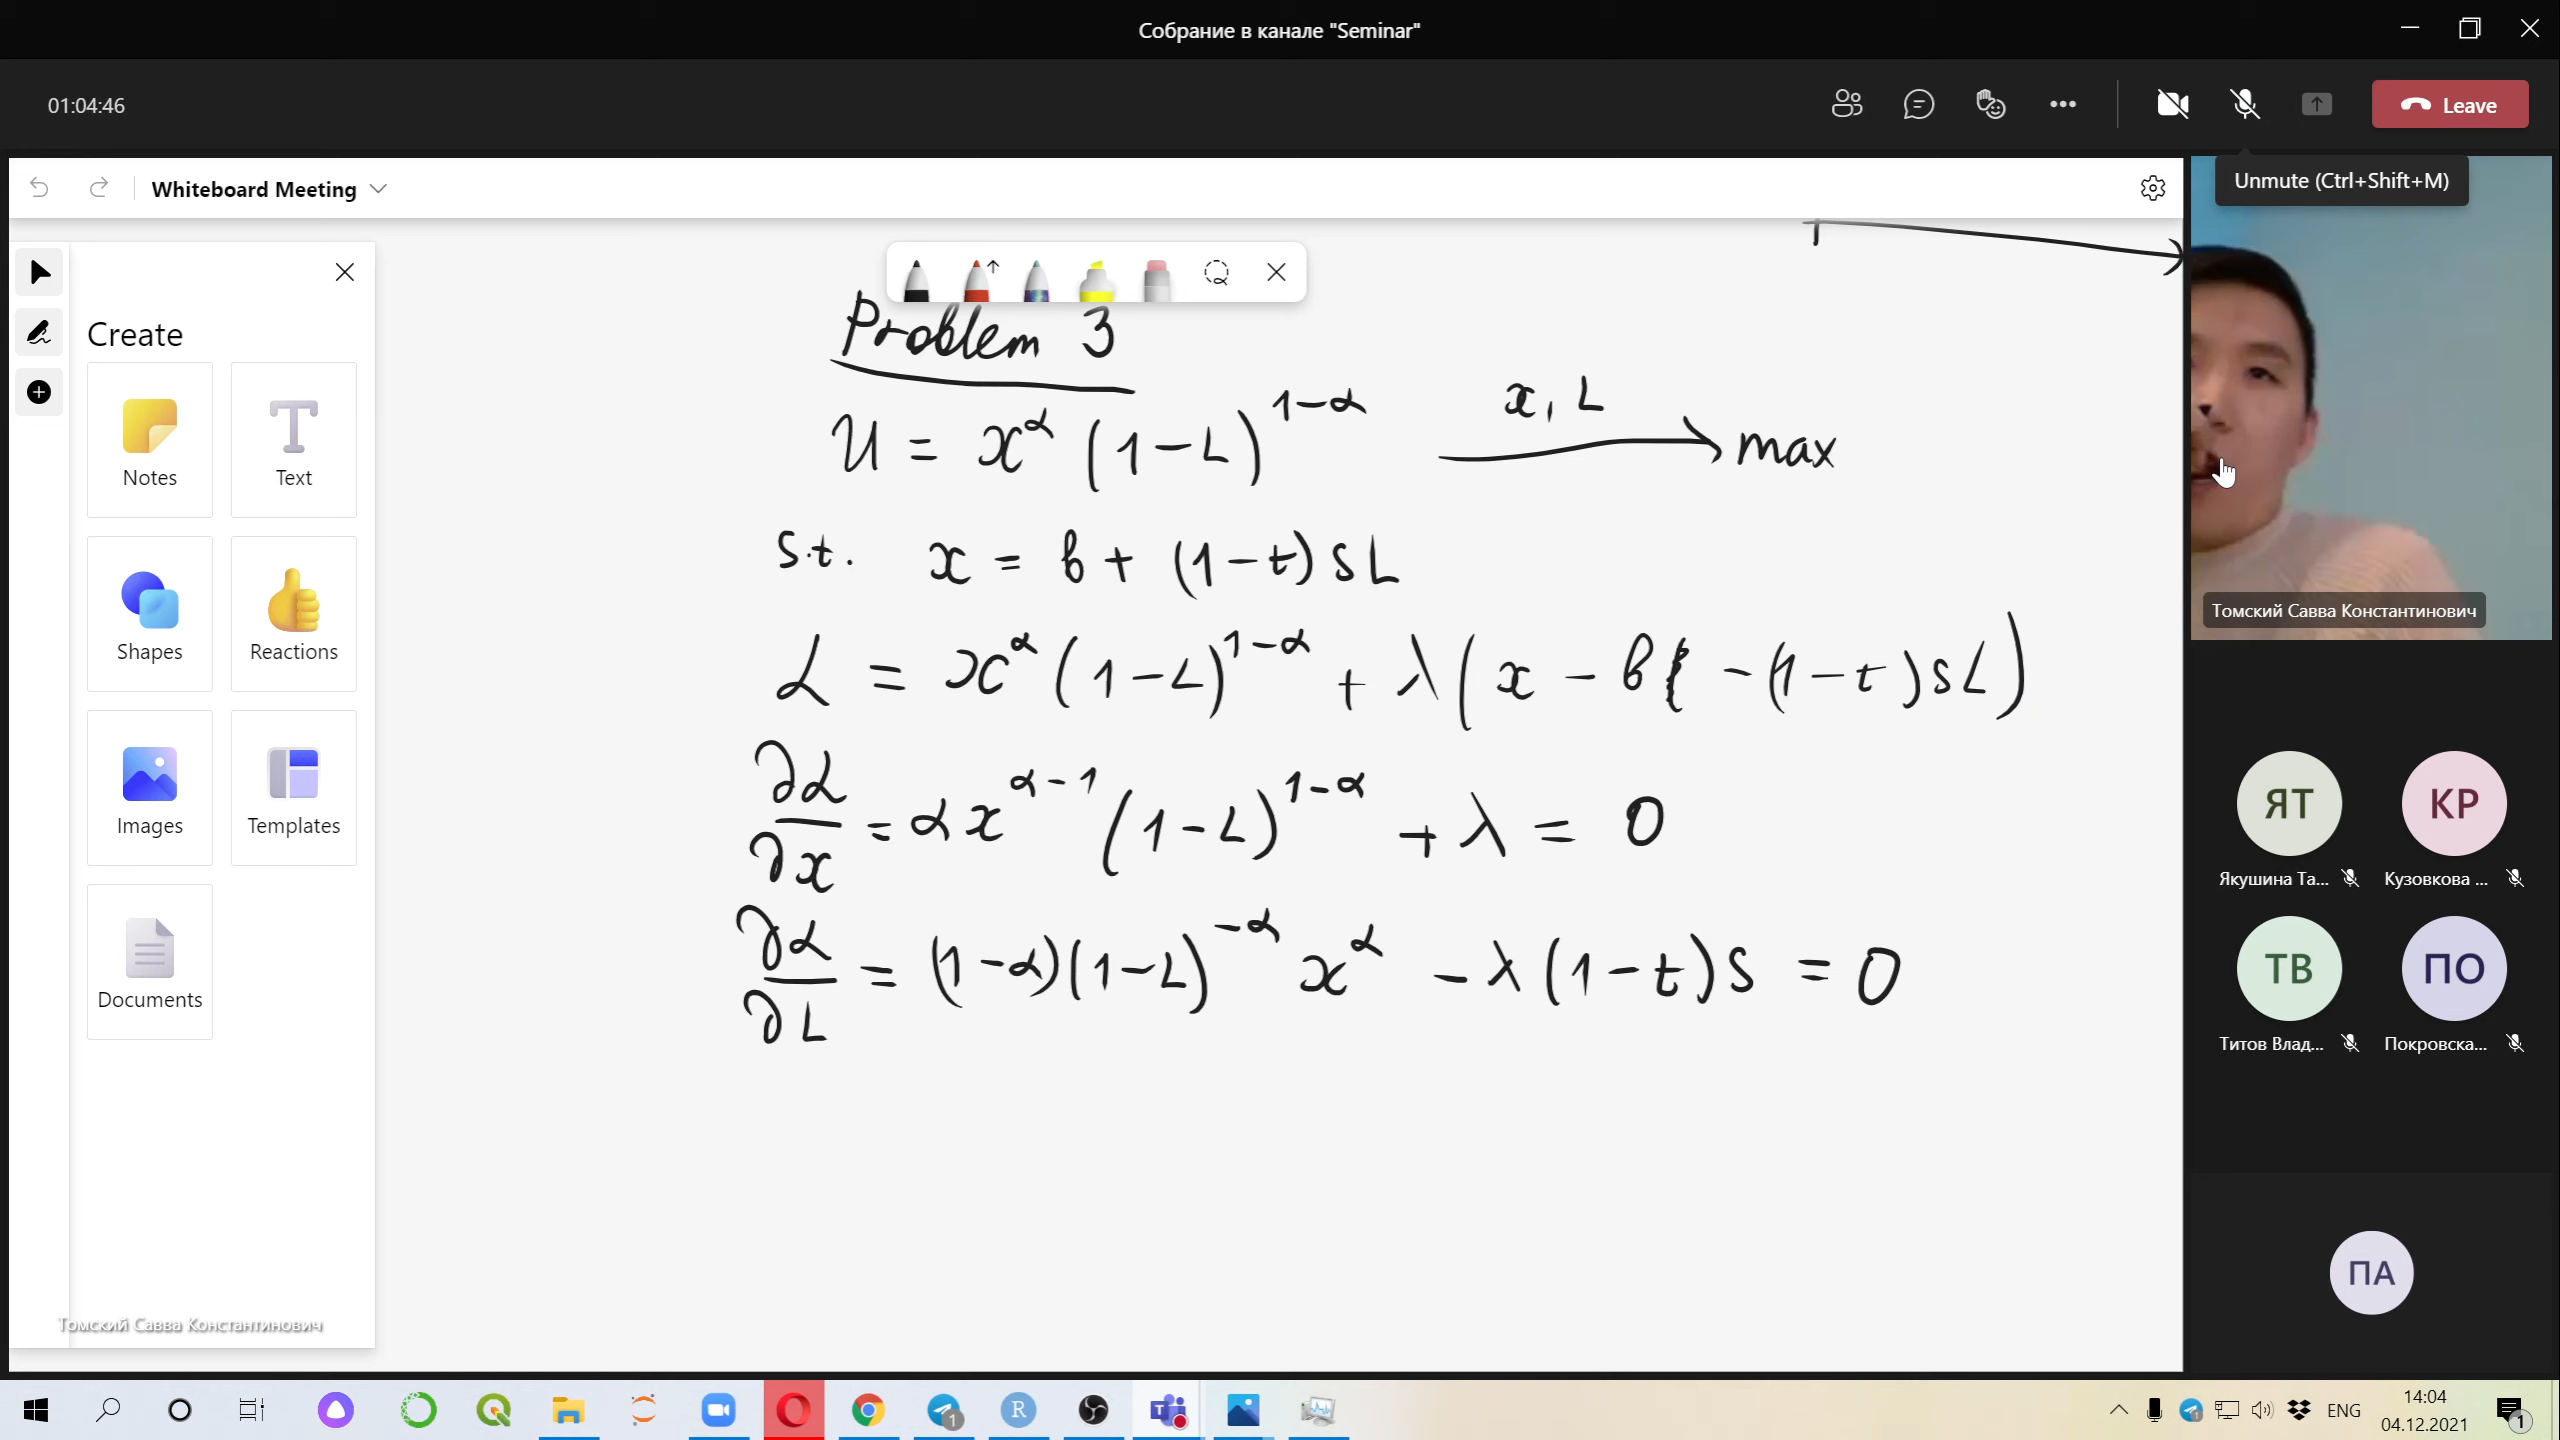 Собрание в канале "Seminar"
01:04:46
Leave
Whiteboard Meeting
Unmute (Ctrl+Shift+M)
Create
Notes
Text
Shapes
Reactions
Images
Templates
Documents
Томский Савва Константинович
Problem 3
U = x^α (1-L)^{1-α} x, L → max
s.t. x = b + (1-t) s L
ℒ = x^α (1-L)^{1-α} + λ(x - b - (1-t) s L)
∂ℒ/∂x = α x^{α-1} (1-L)^{1-α} + λ = 0
∂ℒ/∂L = (1-α)(1-L)^{-α} x^α - λ(1-t) s = 0
Томский Савва Константинович
ЯТ
КР
Якушина Та...
Кузовкова ...
ТВ
ПО
Титов Влад...
Покровска...
ПА
1
R
T
ENG
14:04
04.12.2021
1